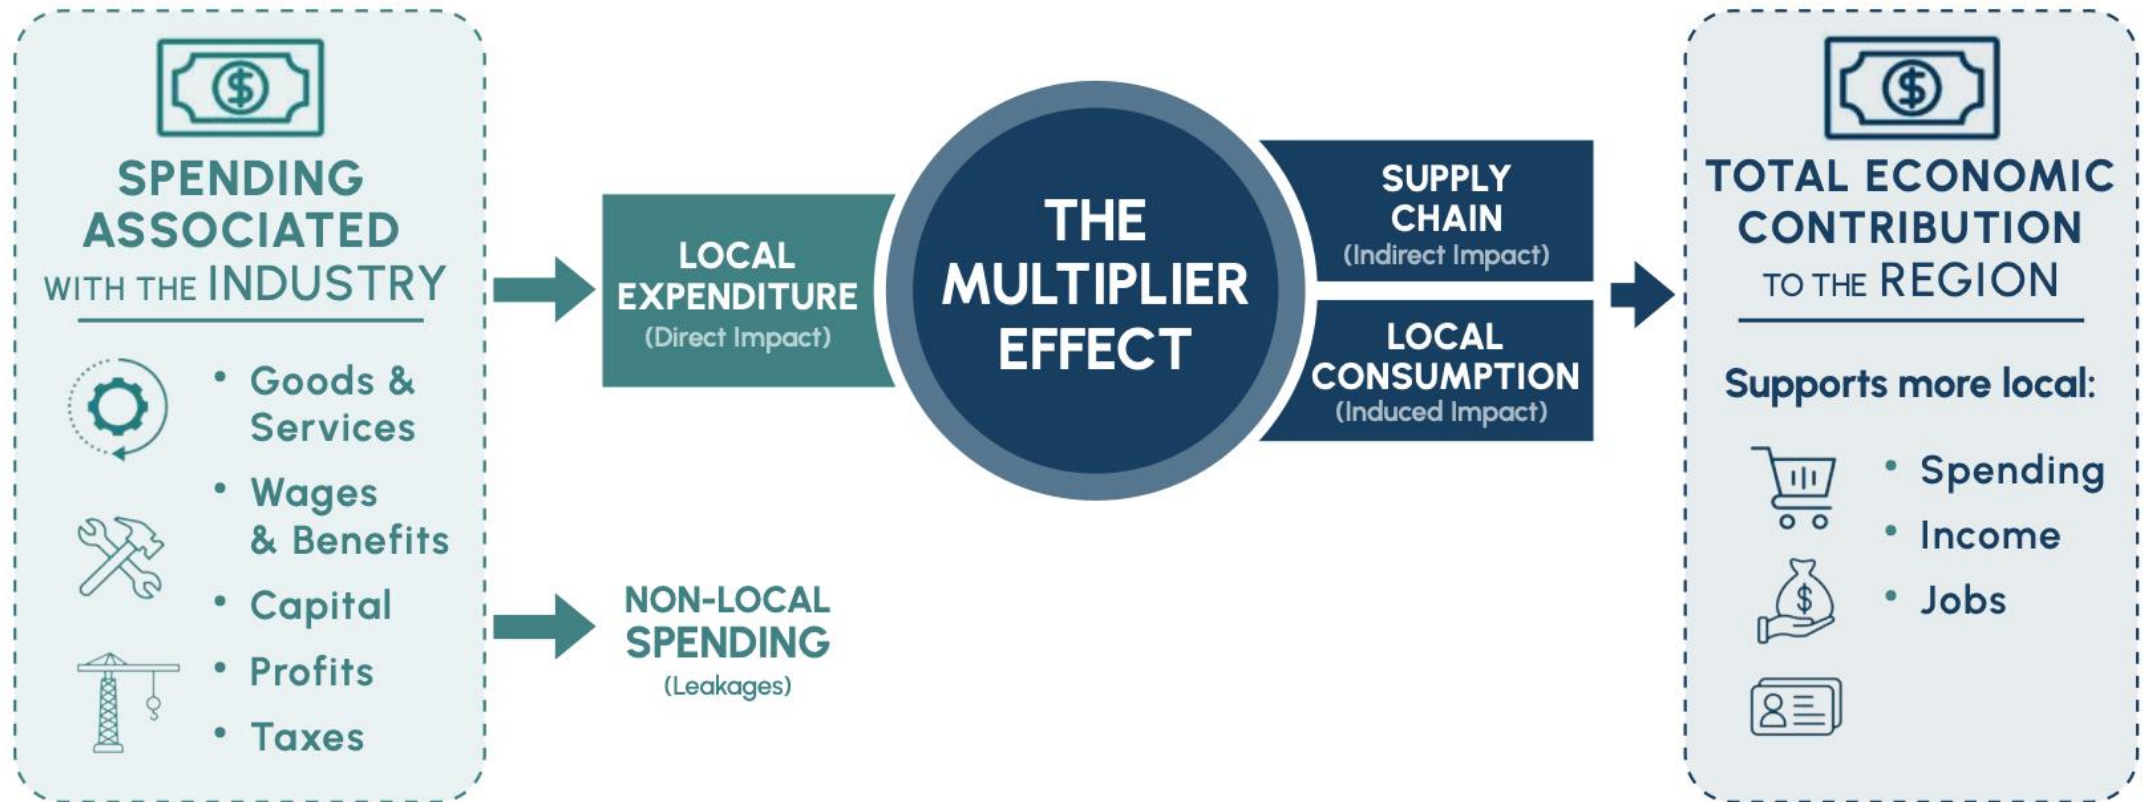 $
SPENDING
ASSOCIATED
WITH THE INDUSTRY
• Goods &
Services
• Wages
& Benefits
• Capital
• Profits
• Taxes
LOCAL
EXPENDITURE
(Direct Impact)
NON-LOCAL
SPENDING
(Leakages)
THE
MULTIPLIER
EFFECT
SUPPLY
CHAIN
(Indirect Impact)
LOCAL
CONSUMPTION
(Induced Impact)
$
TOTAL ECONOMIC
CONTRIBUTION
TO THE REGION
Supports more local:
• Spending
• Income
$
• Jobs